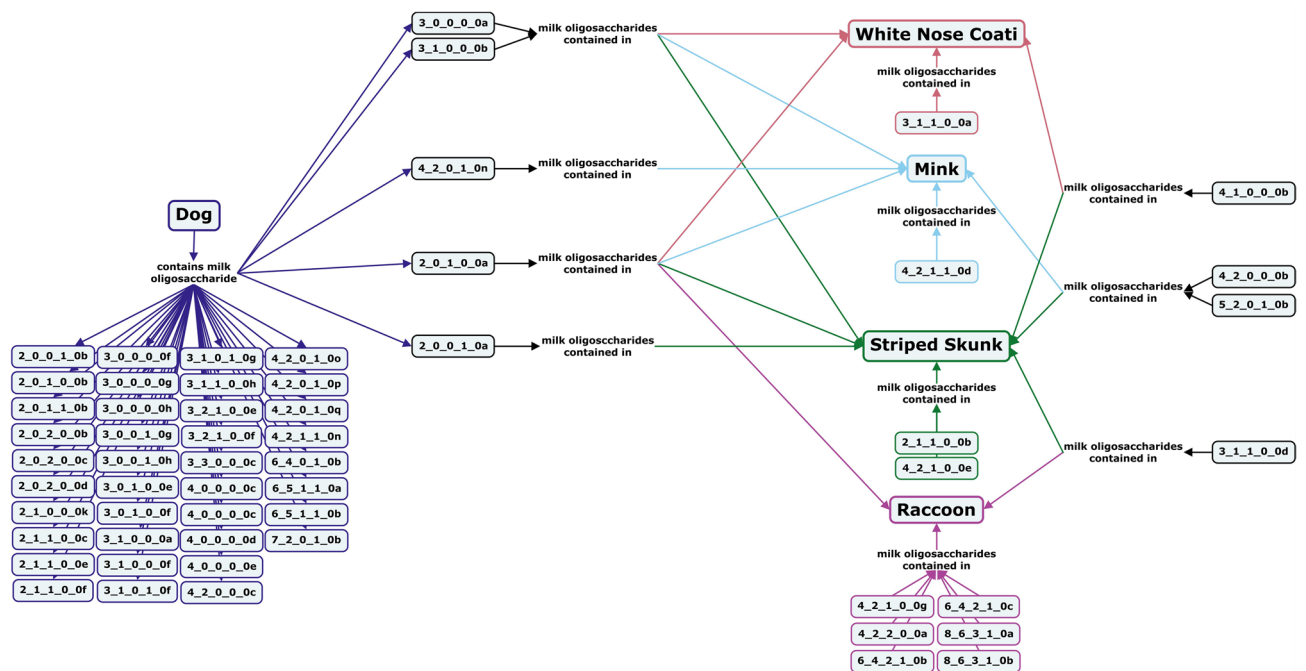 3_0_0_0_0a
3_1_0_0_0b
milk oligosaccharides
contained in
White Nose Coati
milk oligosaccharides
contained in
3_1_1_0_0a
4_2_0_1_0n
milk oligosaccharides
contained in
Mink
milk oligosaccharides
contained in
4_2_1_1_0d
Dog
contains milk
oligosaccharide
2_0_1_0_0a
milk oligosaccharides
contained in
2_0_0_1_0a
milk oligosccharides
contained in
Striped Skunk
milk oligosaccharides
contained in
2_1_1_0_0b
4_2_1_0_0e
milk oligosaccharides
contained in
4_1_0_0_0b
milk oligosaccharides
contained in
4_2_0_0_0b
5_2_0_1_0b
milk oligosaccharides
contained in
3_1_1_0_0d
2_0_0_1_0b
2_0_1_0_0b
2_0_1_1_0b
2_0_2_0_0b
2_0_2_0_0c
2_0_2_0_0d
2_1_0_0_0k
2_1_1_0_0c
2_1_1_0_0e
2_1_1_0_0f
3_0_0_0_0f
3_0_0_0_0g
3_0_0_0_0h
3_0_0_1_0g
3_0_0_1_0h
3_0_1_0_0e
3_0_1_0_0f
3_1_0_0_0a
3_1_0_0_0f
3_1_0_1_0f
3_1_0_1_0g
3_1_1_0_0h
3_2_1_0_0e
3_2_1_0_0f
3_3_0_0_0c
4_0_0_0_0c
4_0_0_0_0c
4_0_0_0_0d
4_0_0_0_0e
4_2_0_0_0c
4_2_0_1_0o
4_2_0_1_0p
4_2_0_1_0q
4_2_1_1_0n
6_4_0_1_0b
6_5_1_1_0a
6_5_1_1_0b
7_2_0_1_0b
Raccoon
milk oligosaccharides
contained in
4_2_1_0_0g
6_4_2_1_0c
4_2_2_0_0a
8_6_3_1_0a
6_4_2_1_0b
8_6_3_1_0b